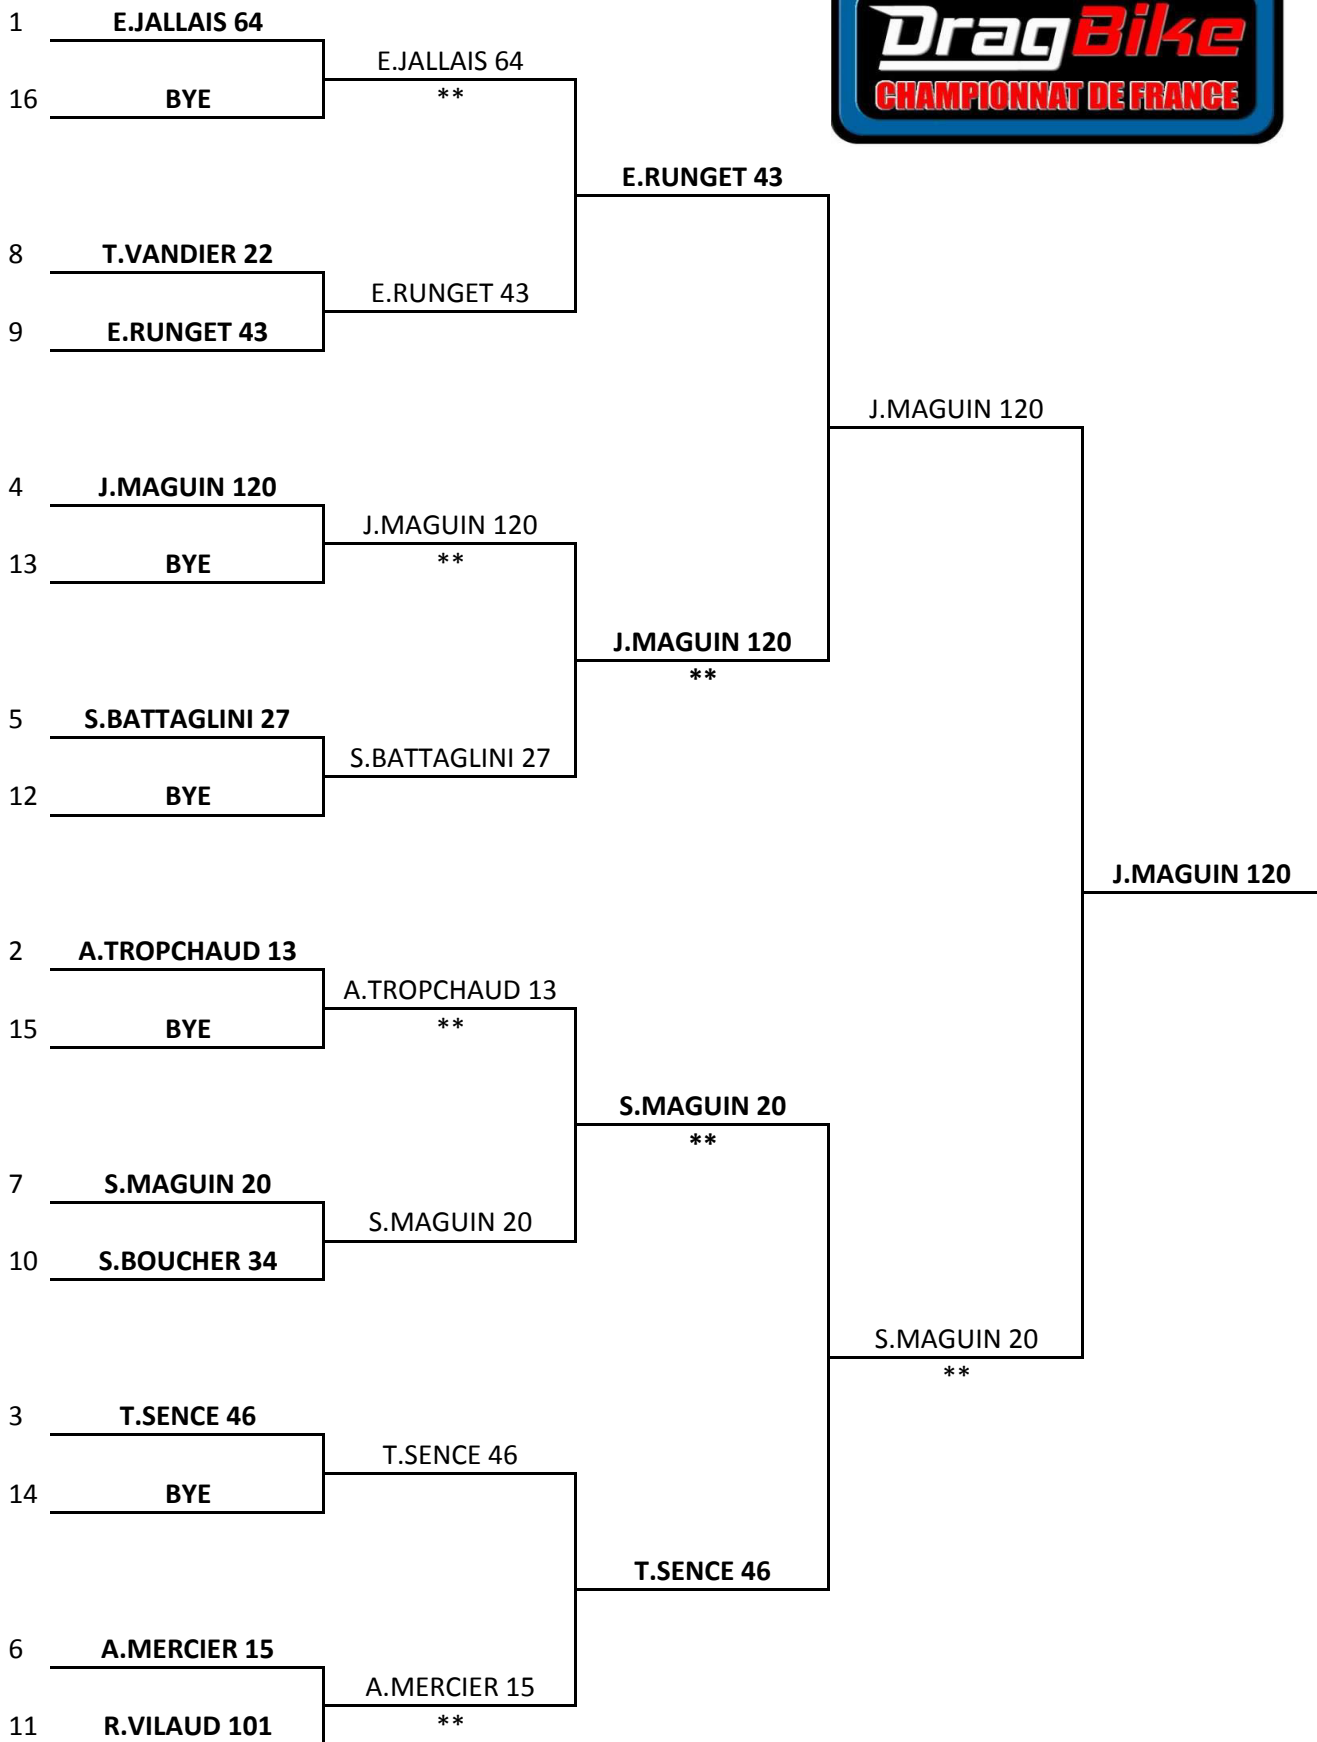 DragBike
CHAMPIONNAT DE FRANCE
1 E.JALLAIS 64
E.JALLAIS 64
**
16 BYE
E.RUNGET 43
8 T.VANDIER 22
E.RUNGET 43
9 E.RUNGET 43
J.MAGUIN 120
4 J.MAGUIN 120
J.MAGUIN 120
**
13 BYE
J.MAGUIN 120
**
5 S.BATTAGLINI 27
S.BATTAGLINI 27
12 BYE
J.MAGUIN 120
2 A.TROPCHAUD 13
A.TROPCHAUD 13
**
15 BYE
S.MAGUIN 20
**
7 S.MAGUIN 20
S.MAGUIN 20
10 S.BOUCHER 34
S.MAGUIN 20
**
3 T.SENCE 46
T.SENCE 46
14 BYE
T.SENCE 46
6 A.MERCIER 15
A.MERCIER 15
**
11 R.VILAUD 101